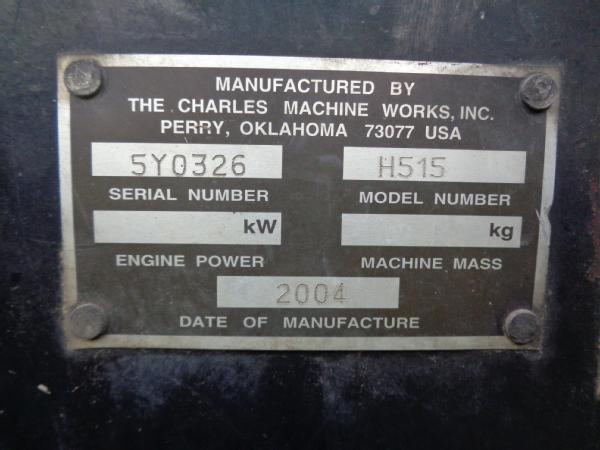 MANUFACTURED BY
THE CHARLES MACHINE WORKS, INC.
PERRY, OKLAHOMA 73077 USA
5Y0326 H515
SERIAL NUMBER MODEL NUMBER
kW kg
ENGINE POWER MACHINE MASS
2004
DATE OF MANUFACTURE